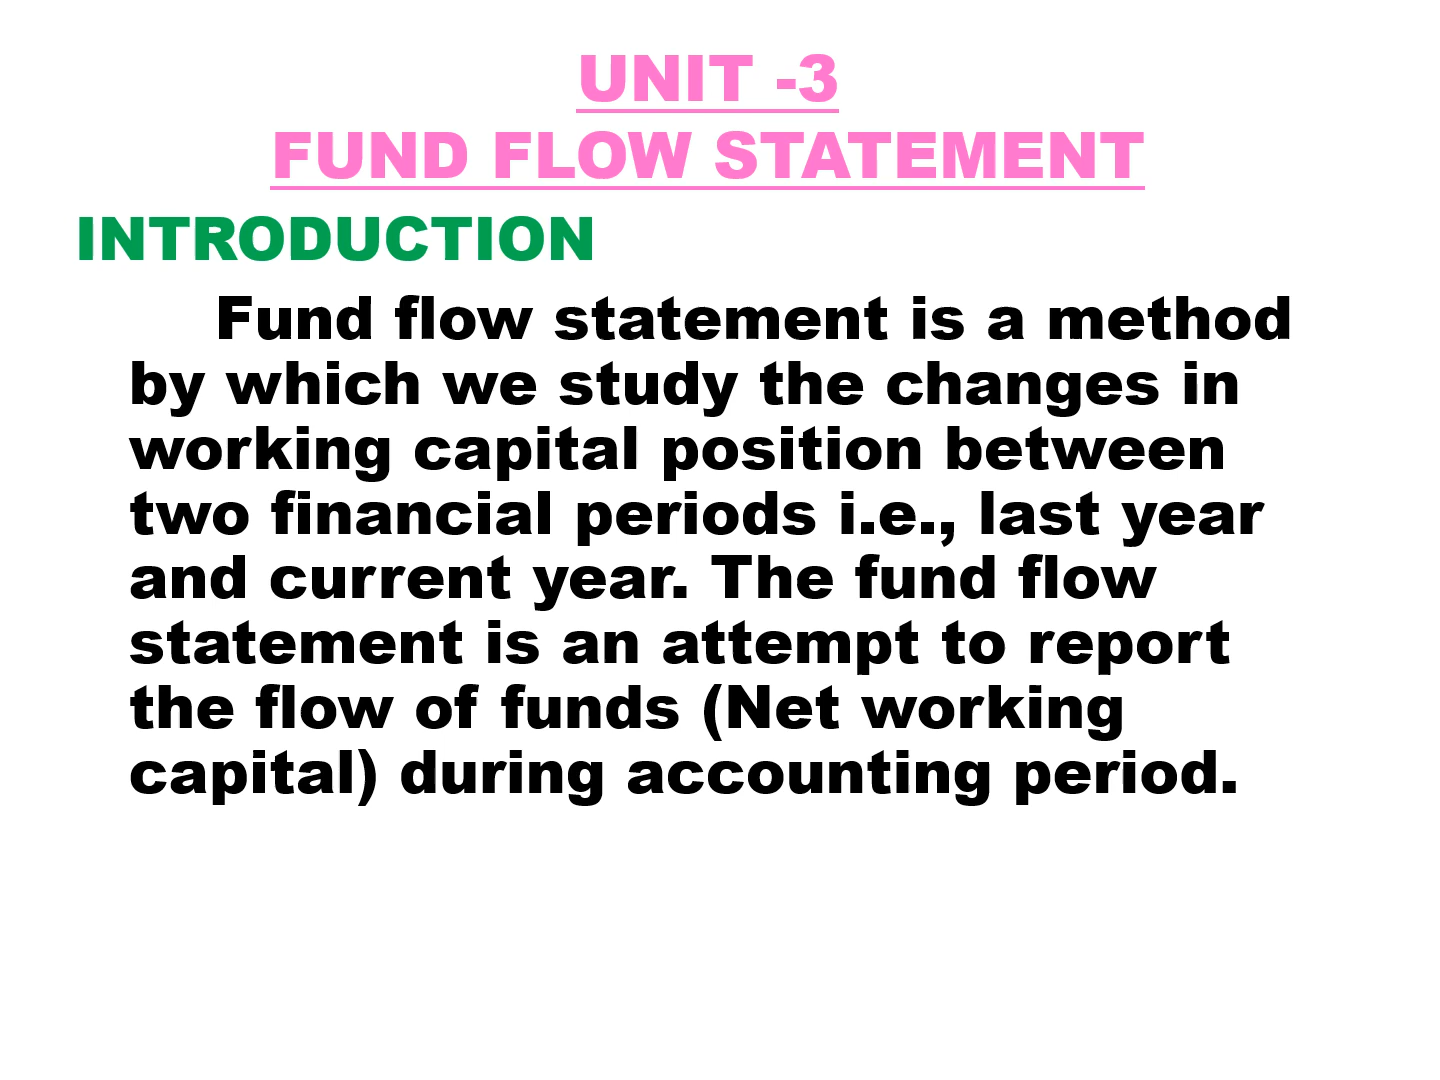 UNIT -3
FUND FLOW STATEMENT
INTRODUCTION
Fund flow statement is a method
by which we study the changes in
working capital position between
two financial periods i.e., last year
and current year. The fund flow
statement is an attempt to report
the flow of funds (Net working
capital) during accounting period.